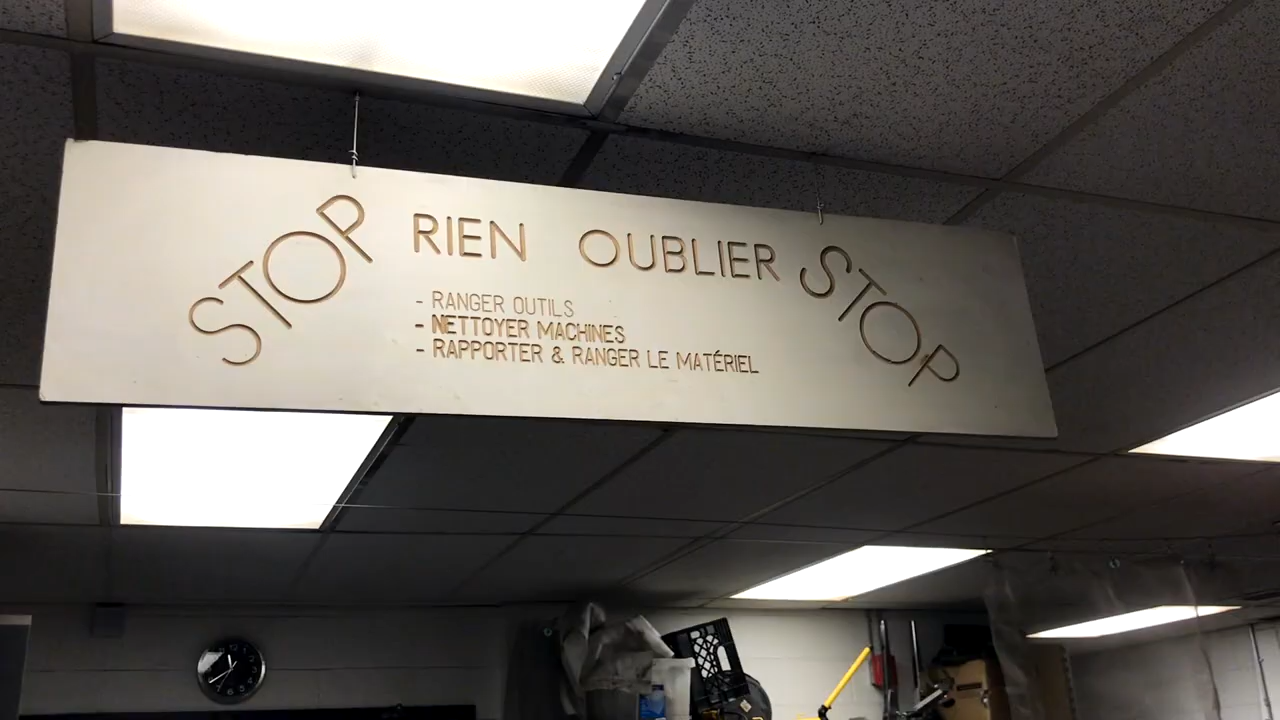 STOP RIEN OUBLIER STOP
- RANGER OUTILS
- NETTOYER MACHINES
- RAPPORTER & RANGER LE MATÉRIEL